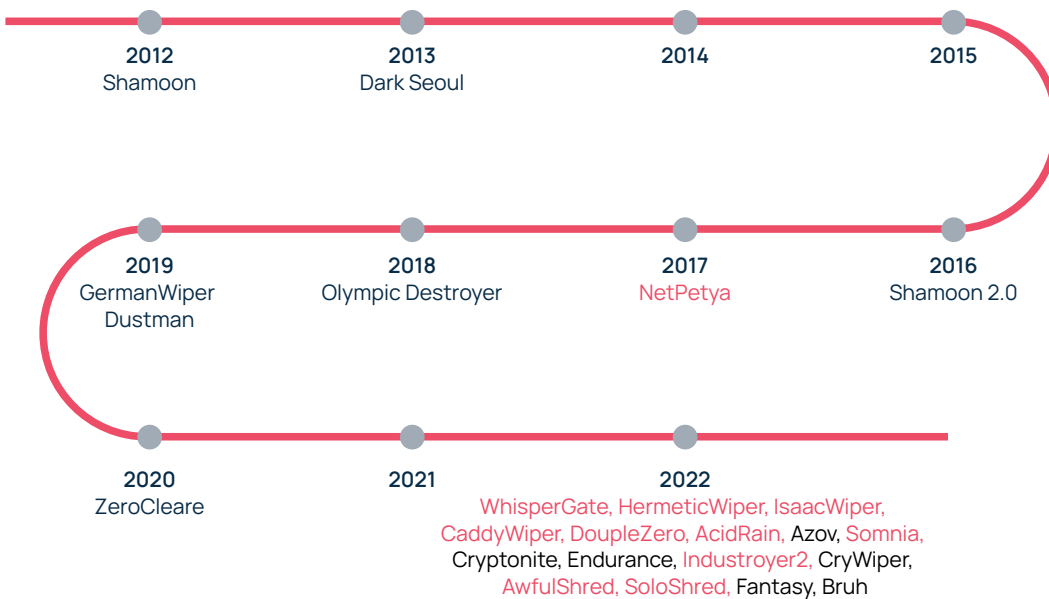 2012
Shamoon
2013
Dark Seoul
2014
2015
2019
GermanWiper
Dustman
2018
Olympic Destroyer
2017
NetPetya
2016
Shamoon 2.0
2020
ZeroCleare
2021
2022
WhisperGate, HermeticWiper, IsaacWiper,
CaddyWiper, DoupleZero, AcidRain, Azov, Somnia,
Cryptonite, Endurance, Industroyer2, CryWiper,
AwfulShred, SoloShred, Fantasy, Bruh